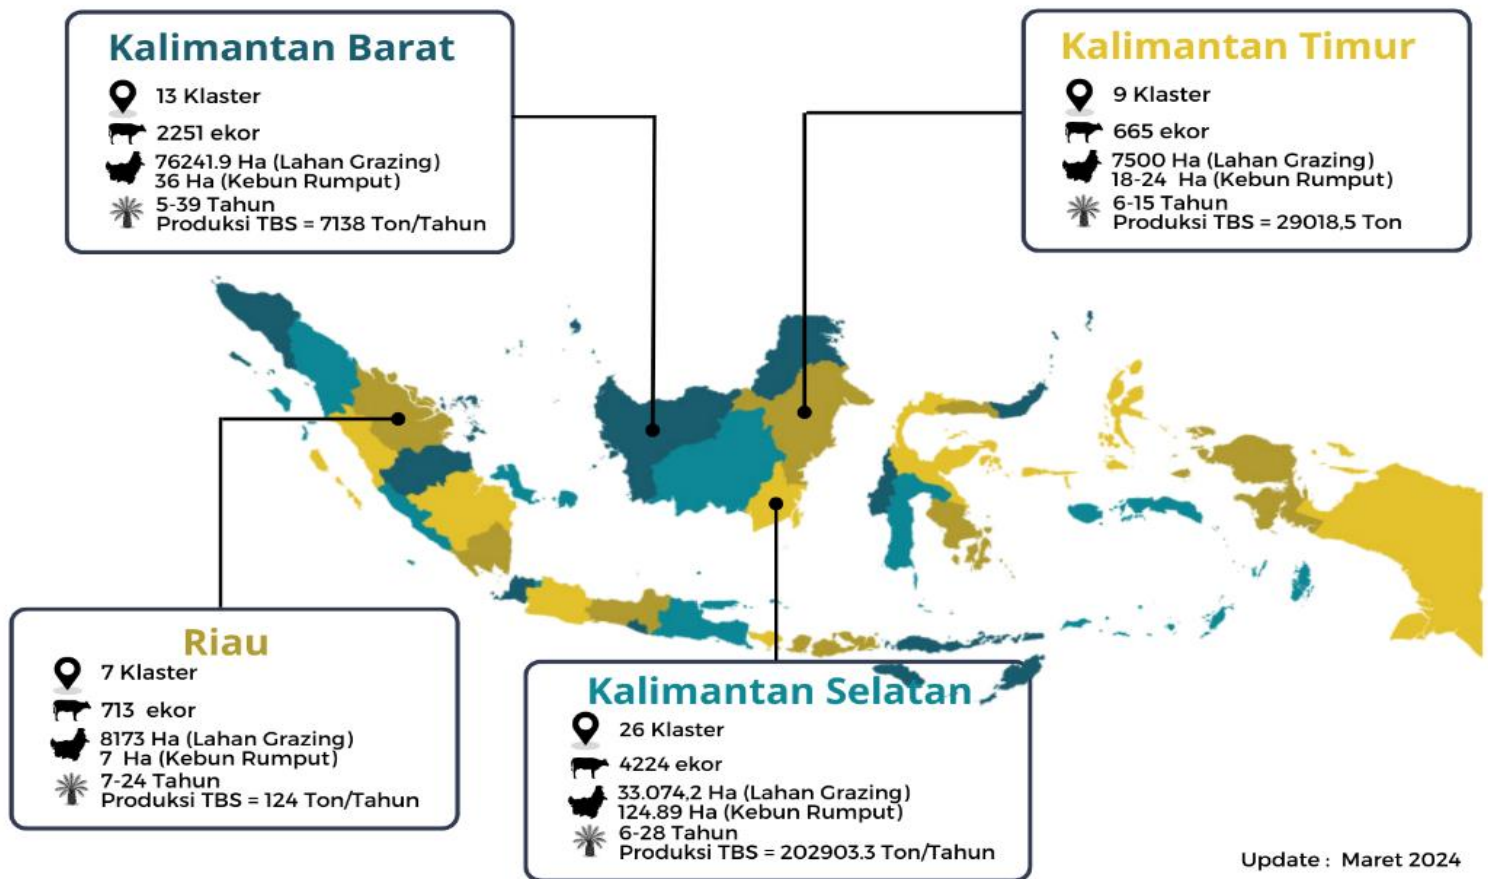 Kalimantan Barat
13 Klaster
2251 ekor
76241.9 Ha (Lahan Grazing)
36 Ha (Kebun Rumput)
5-39 Tahun
Produksi TBS = 7138 Ton/Tahun
Kalimantan Timur
9 Klaster
665 ekor
7500 Ha (Lahan Grazing)
18-24 Ha (Kebun Rumput)
6-15 Tahun
Produksi TBS = 29018,5 Ton
Riau
7 Klaster
713 ekor
8173 Ha (Lahan Grazing)
7 Ha (Kebun Rumput)
7-24 Tahun
Produksi TBS = 124 Ton/Tahun
Kalimantan Selatan
26 Klaster
4224 ekor
33.074,2 Ha (Lahan Grazing)
124.89 Ha (Kebun Rumput)
6-28 Tahun
Produksi TBS = 202903.3 Ton/Tahun
Update : Maret 2024